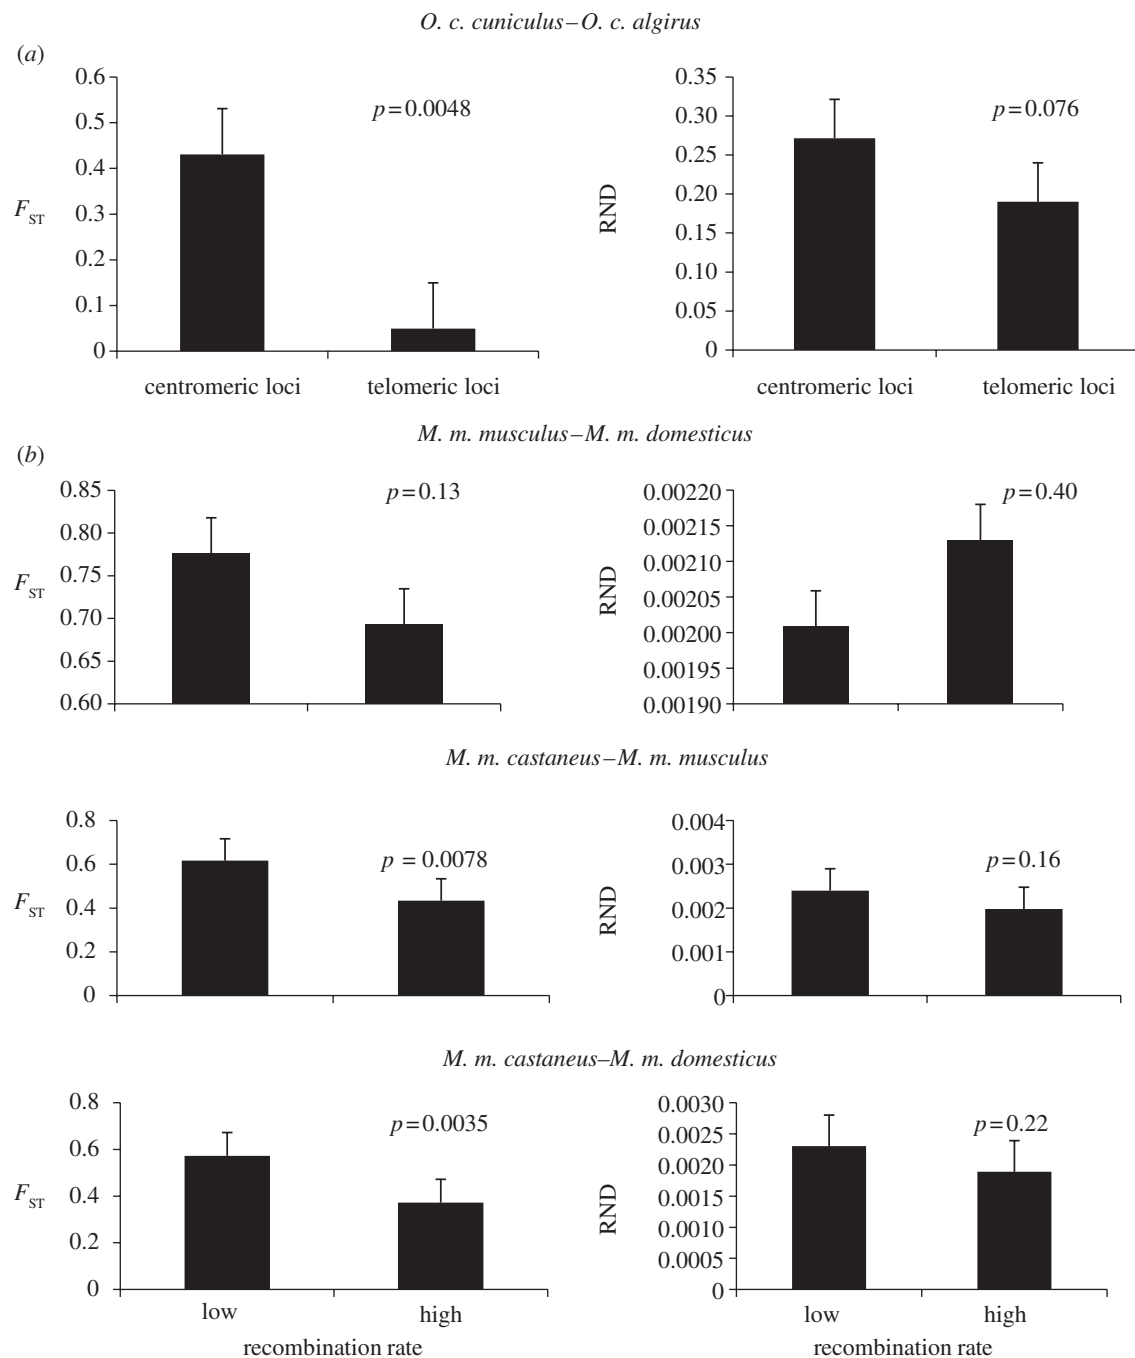 O. c. cuniculus–O. c. algirus
(a)
0.6
0.5
0.4
0.3
0.2
0.1
0
FST
p=0.0048
centromeric loci
telomeric loci
0.35
0.30
0.25
0.20
0.15
0.10
0.05
0
RND
p=0.076
centromeric loci
telomeric loci
M. m. musculus–M. m. domesticus
(b)
0.85
0.80
0.75
0.70
0.65
0.60
FST
p=0.13
0.00220
0.00215
0.00210
0.00205
0.00200
0.00195
0.00190
RND
p=0.40
M. m. castaneus–M. m. musculus
0.8
0.6
0.4
0.2
0
FST
p = 0.0078
0.004
0.003
0.002
0.001
0
RND
p=0.16
M. m. castaneus–M. m. domesticus
0.8
0.6
0.4
0.2
0
FST
p=0.0035
low
high
recombination rate
0.0030
0.0025
0.0020
0.0015
0.0010
0.0005
0
RND
p=0.22
low
high
recombination rate